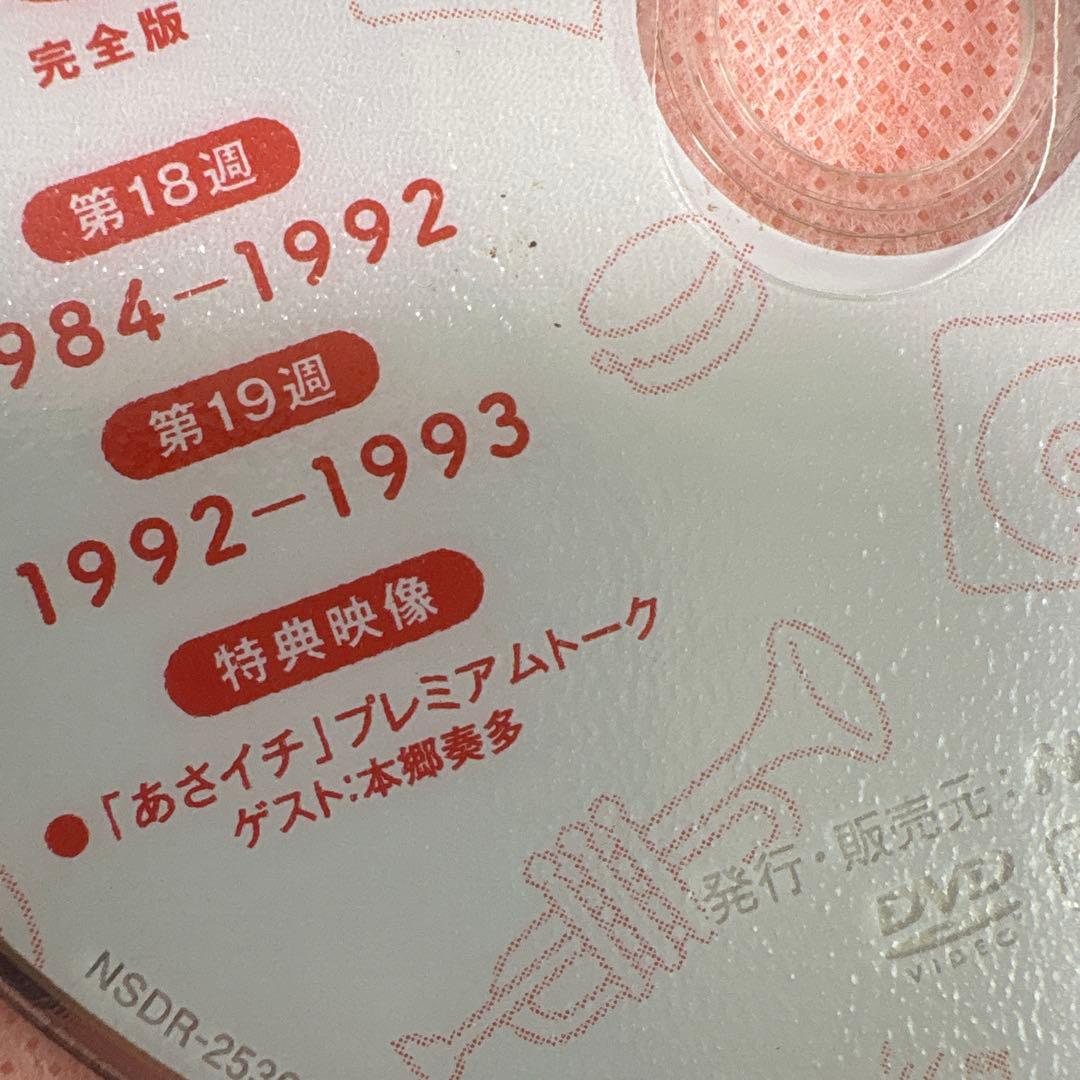 完全版
第18週
984−1992
第19週
1992−1993
特典映像
●「あさイチ」プレミアムトーク
ゲスト:本郷奏多
発行・販売元:N
DVD
VIDEO
NSDR-253